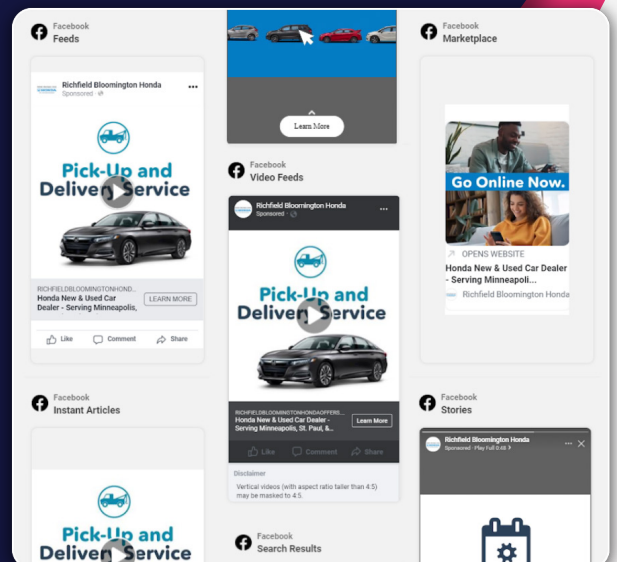 Facebook
Feeds
Richfield Bloomington Honda
Sponsored
Pick-Up and
Delivery Service
RICHFIELDBLOOMINGTONHOND...
Honda New & Used Car
Dealer - Serving Minneapolis,
LEARN MORE
Like
Comment
Share
Facebook
Instant Articles
Pick-Up and
Delivery Service
Learn More
Facebook
Video Feeds
Richfield Bloomington Honda
Sponsored
Pick-Up and
Delivery Service
RICHFIELDBLOOMINGTONHONDAOFFERS...
Honda New & Used Car Dealer -
Serving Minneapolis, St. Paul, &...
Learn More
Like
Comment
Share
Disclaimer
Vertical videos (with aspect ratio taller than 4:5)
may be masked to 4:5.
Facebook
Search Results
Facebook
Marketplace
Go Online Now.
OPENS WEBSITE
Honda New & Used Car Dealer
- Serving Minneapoli...
Richfield Bloomington Honda
Facebook
Stories
Richfield Bloomington Honda
Sponsored · Play Full 0:46 >